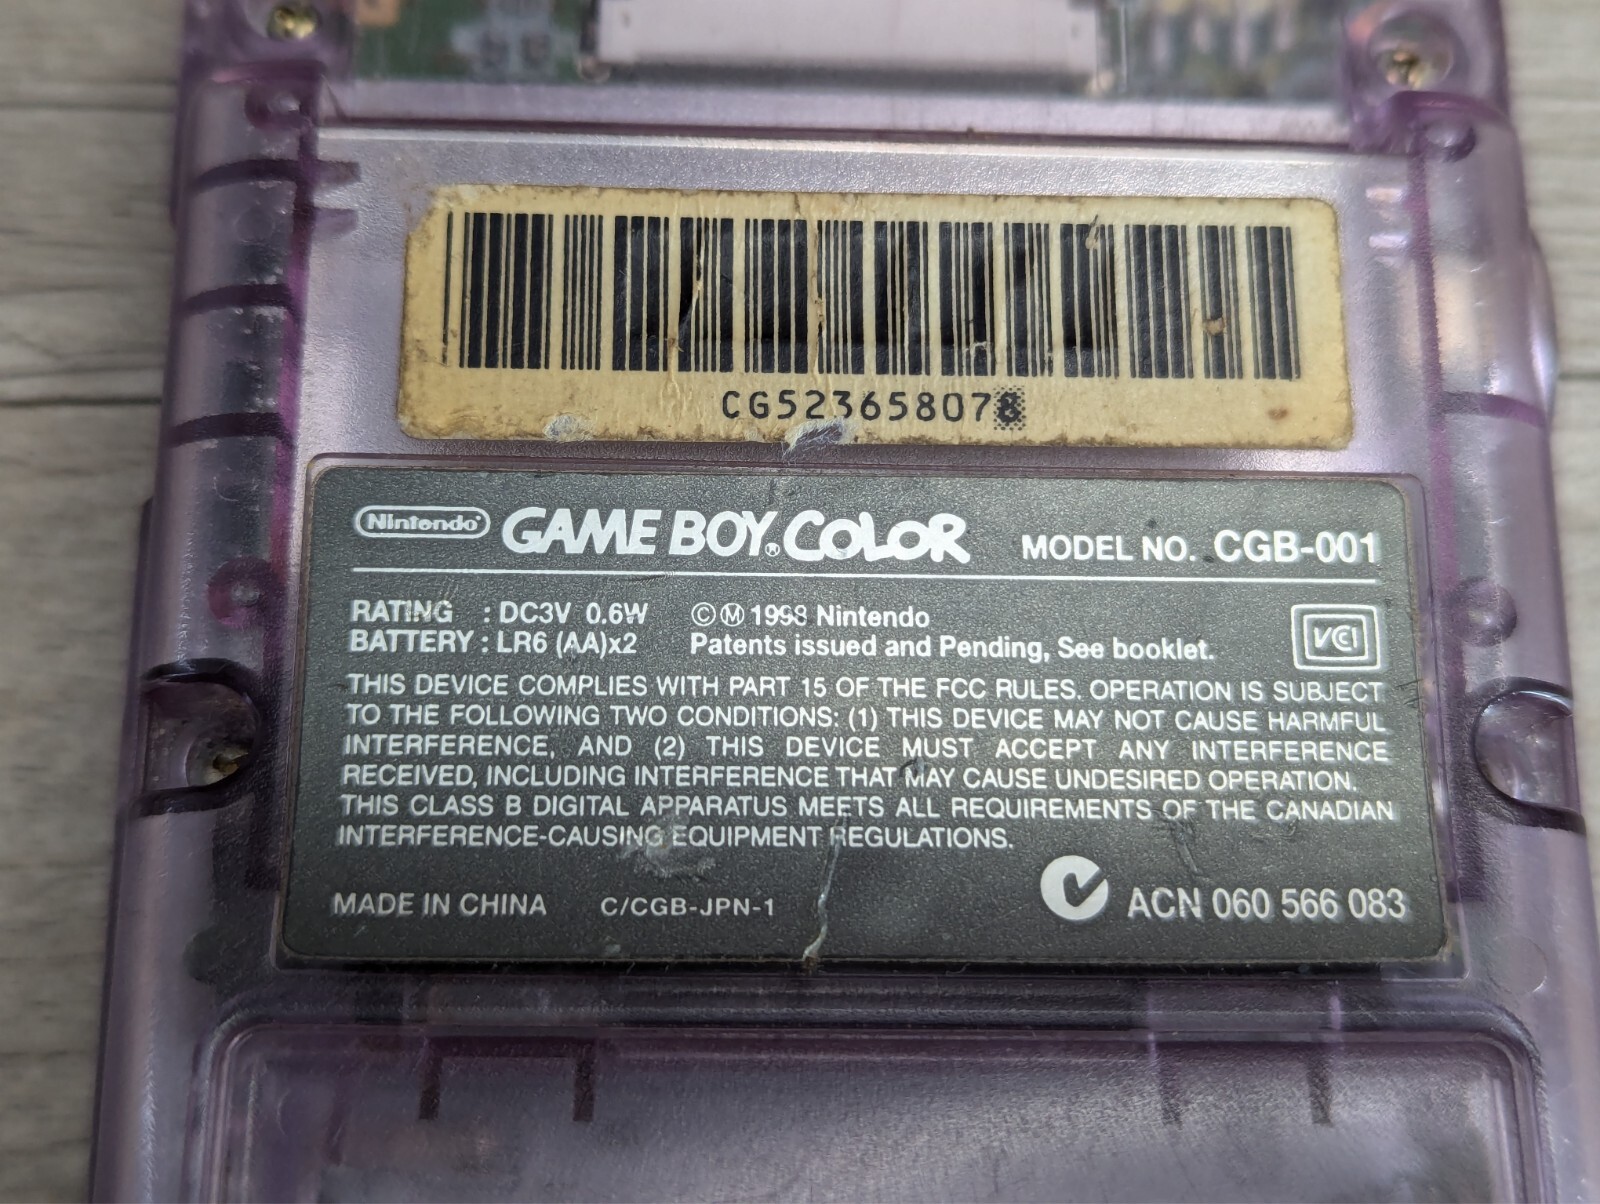 CG523658078
Nintendo GAME BOY COLOR MODEL NO. CGB-001
RATING : DC3V 0.6W ©Ⓜ 1998 Nintendo
BATTERY : LR6 (AA)x2 Patents issued and Pending, See booklet.
VCI
THIS DEVICE COMPLIES WITH PART 15 OF THE FCC RULES. OPERATION IS SUBJECT
TO THE FOLLOWING TWO CONDITIONS: (1) THIS DEVICE MAY NOT CAUSE HARMFUL
INTERFERENCE, AND (2) THIS DEVICE MUST ACCEPT ANY INTERFERENCE
RECEIVED, INCLUDING INTERFERENCE THAT MAY CAUSE UNDESIRED OPERATION.
THIS CLASS B DIGITAL APPARATUS MEETS ALL REQUIREMENTS OF THE CANADIAN
INTERFERENCE-CAUSING EQUIPMENT REGULATIONS.
MADE IN CHINA C/CGB-JPN-1 ACN 060 566 083